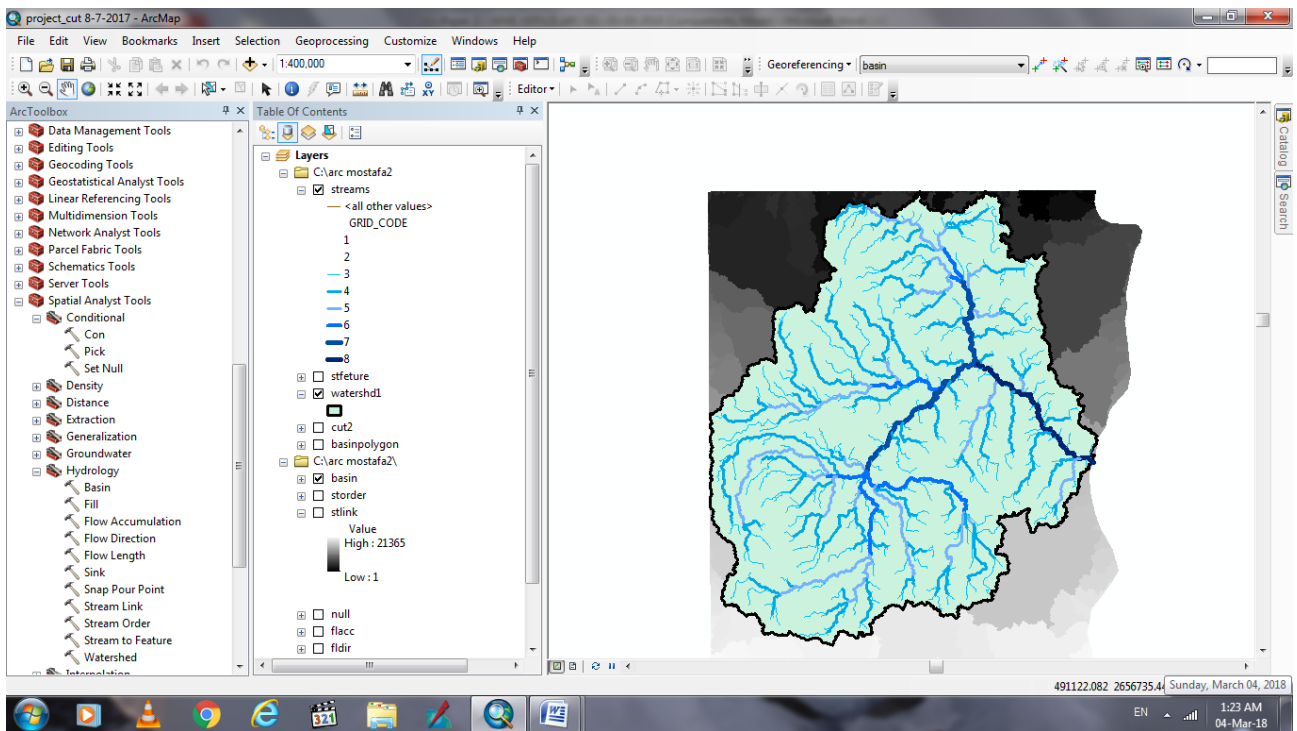 project_cut 8-7-2017 - ArcMap
File Edit View Bookmarks Insert Selection Geoprocessing Customize Windows Help
1:400,000
Georeferencing
basin
Editor
ArcToolbox
Data Management Tools
Editing Tools
Geocoding Tools
Geostatistical Analyst Tools
Linear Referencing Tools
Multidimension Tools
Network Analyst Tools
Parcel Fabric Tools
Schematics Tools
Server Tools
Spatial Analyst Tools
Conditional
Con
Pick
Set Null
Density
Distance
Extraction
Generalization
Groundwater
Hydrology
Basin
Fill
Flow Accumulation
Flow Direction
Flow Length
Sink
Snap Pour Point
Stream Link
Stream Order
Stream to Feature
Watershed
Interpolation
Table Of Contents
Layers
C:\arc mostafa2
streams
<all other values>
GRID_CODE
1
2
3
4
5
6
7
8
stfeture
watershd1
cut2
basinpolygon
C:\arc mostafa2\
basin
storder
stlink
Value
High : 21365
Low : 1
null
flacc
fldir
Catalog
Search
491122.082 2656735.44
Sunday, March 04, 2018
321
EN
1:23 AM
04-Mar-18